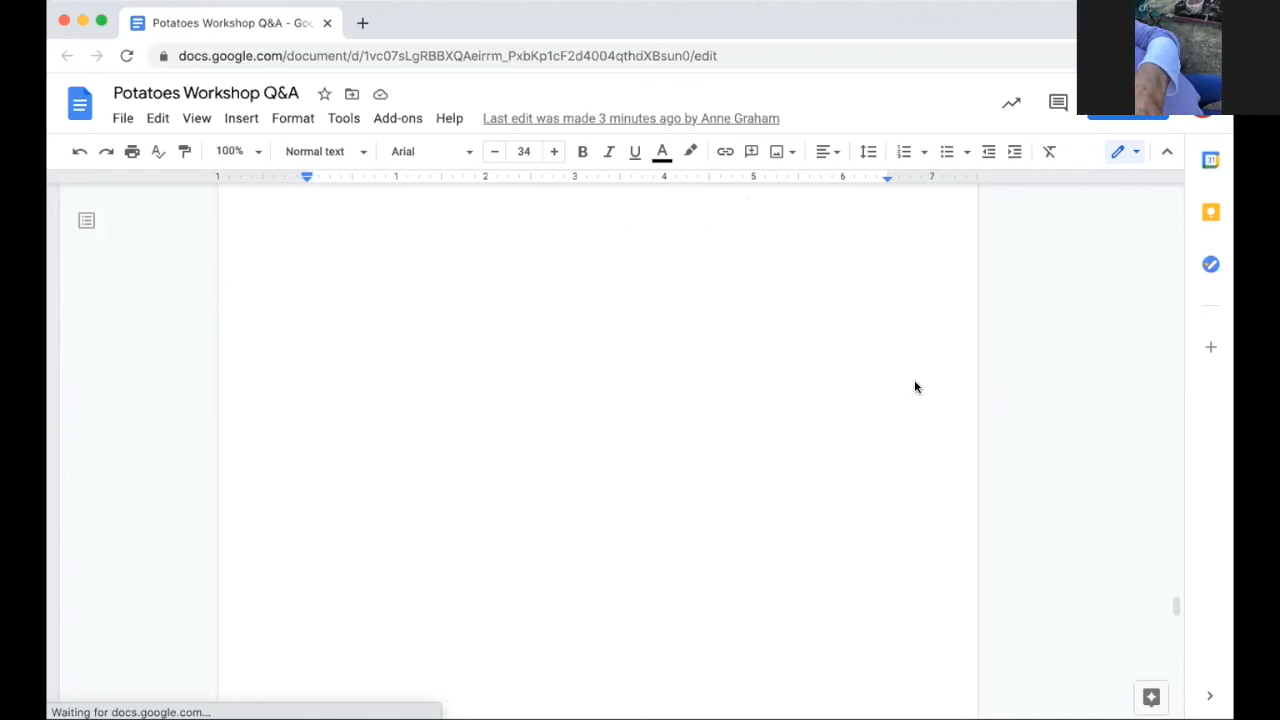 Potatoes Workshop Q&A - Goo
docs.google.com/document/d/1vc07sLgRBBXQAeirrm_PxbKp1cF2d4004qthdXBsun0/edit
Potatoes Workshop Q&A
File Edit View Insert Format Tools Add-ons Help Last edit was made 3 minutes ago by Anne Graham
100% Normal text Arial 34 B I U A
1 1 2 3 4 5 6 7
31
Waiting for docs.google.com...